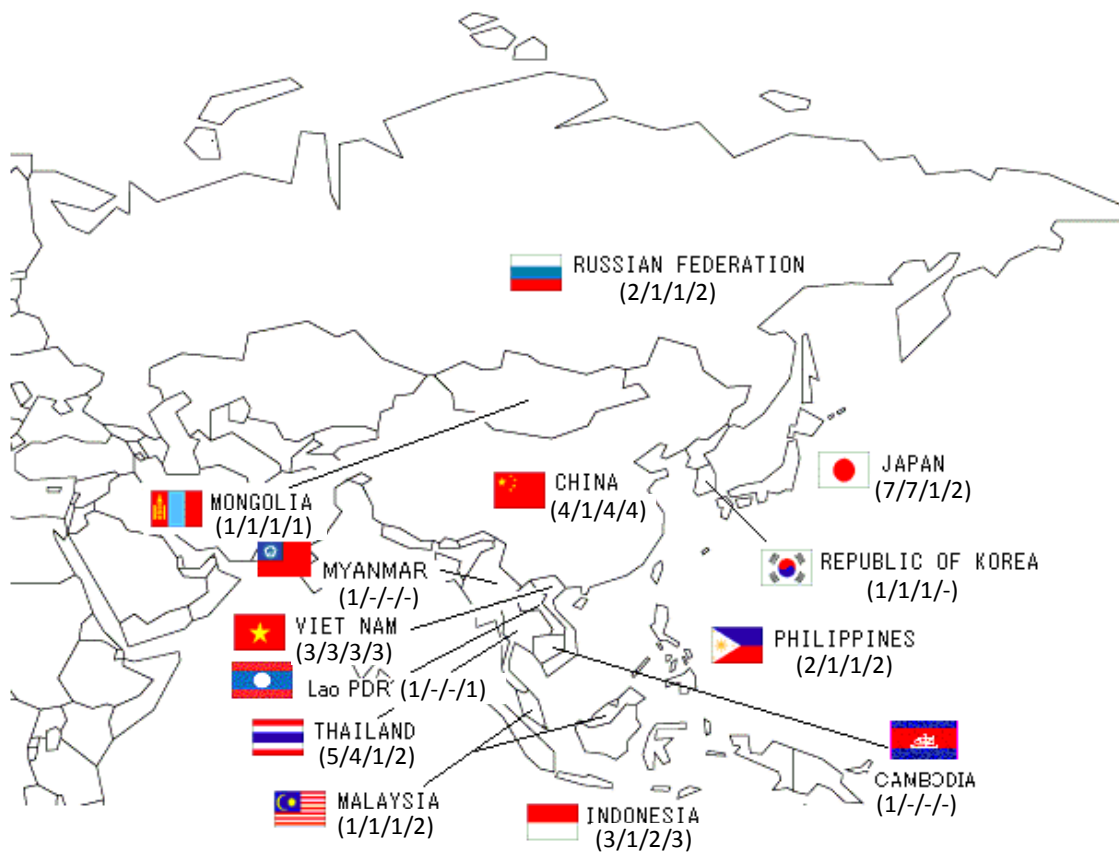 RUSSIAN FEDERATION
(2/1/1/2)
JAPAN
(7/7/1/2)
CHINA
(4/1/4/4)
MONGOLIA
(1/1/1/1)
REPUBLIC OF KOREA
(1/1/1/-)
MYANMAR
(1/-/-/-)
VIET NAM
(3/3/3/3)
PHILIPPINES
(2/1/1/2)
Lao PDR (1/-/-/1)
THAILAND
(5/4/1/2)
CAMBODIA
(1/-/-/-)
MALAYSIA
(1/1/1/2)
INDONESIA
(3/1/2/3)